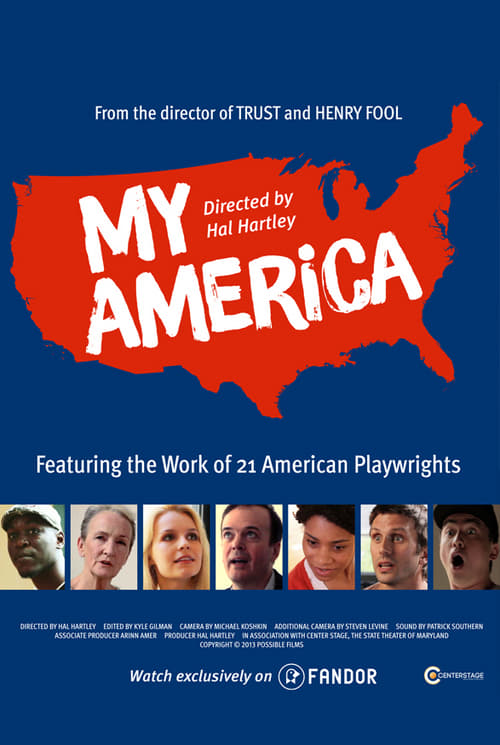 From the director of TRUST and HENRY FOOL
MY
Directed by
Hal Hartley
AMERiCA
Featuring the Work of 21 American Playwrights
DIRECTED BY HAL HARTLEY EDITED BY KYLE GILMAN CAMERA BY MICHAEL KOSHKIN ADDITIONAL CAMERA BY STEVEN LEVINE SOUND BY PATRICK SOUTHERN
ASSOCIATE PRODUCER ARINN AMER PRODUCER HAL HARTLEY IN ASSOCIATION WITH CENTER STAGE, THE STATE THEATER OF MARYLAND
COPYRIGHT © 2013 POSSIBLE FILMS
Watch exclusively on FANDOR
CENTERSTAGE